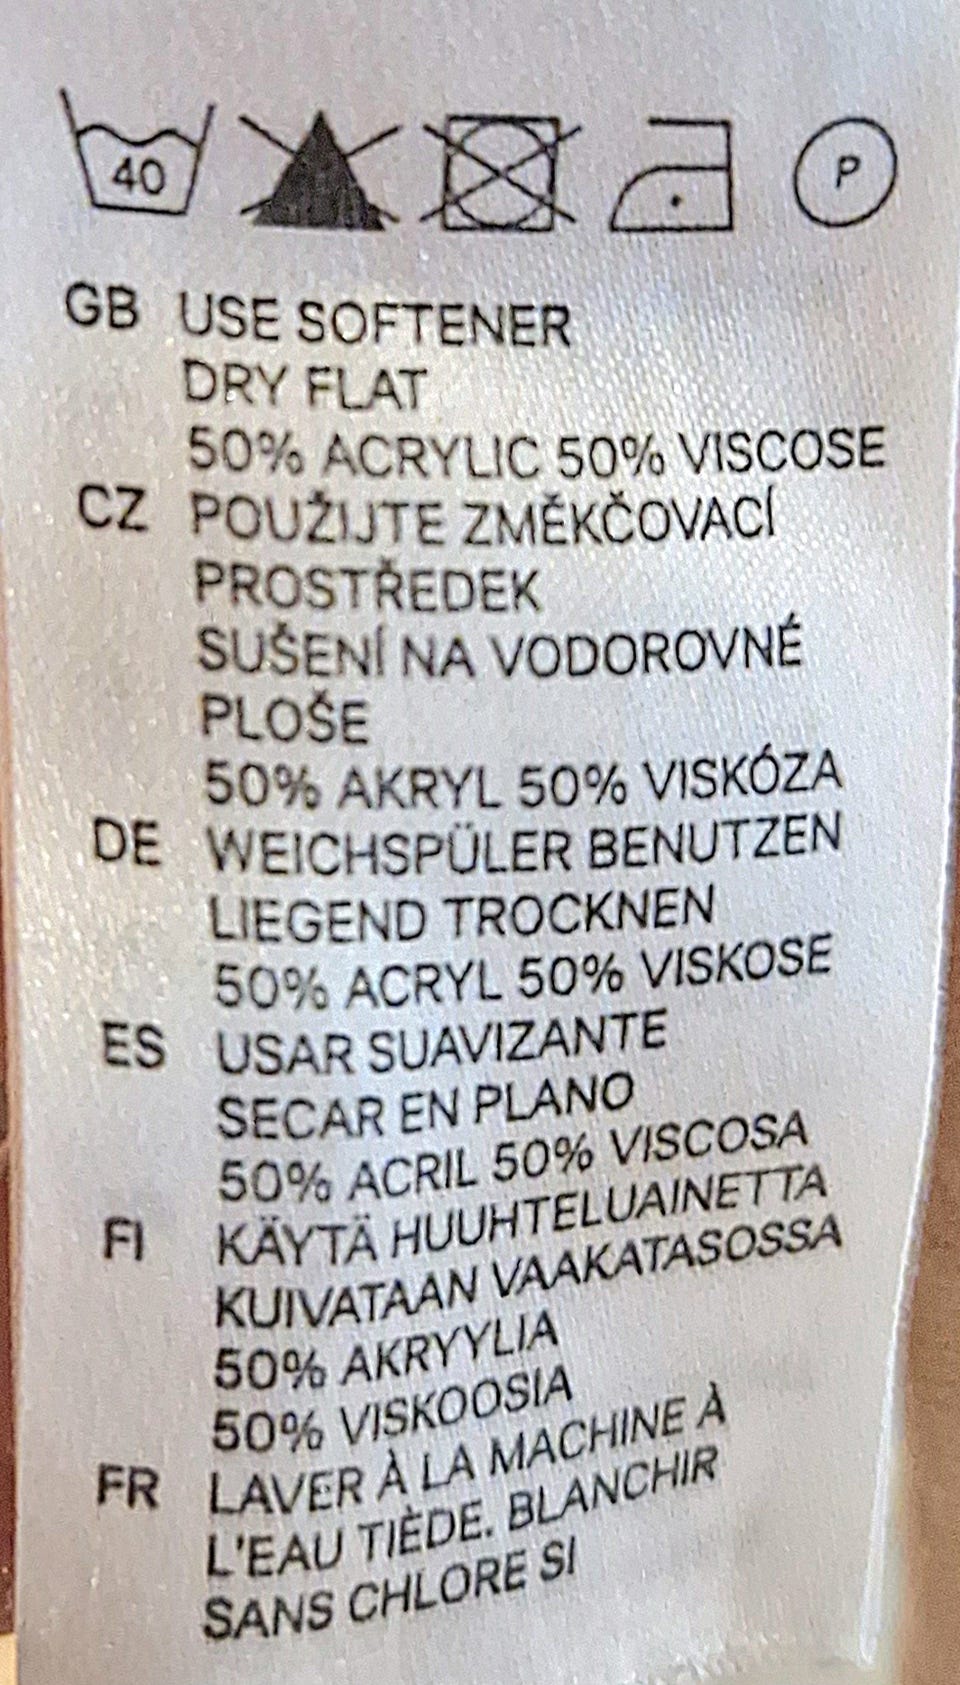 40
P
GB USE SOFTENER
DRY FLAT
50% ACRYLIC 50% VISCOSE
CZ POUŽIJTE ZMĚKČOVACÍ
PROSTŘEDEK
SUŠENÍ NA VODOROVNÉ
PLOŠE
50% AKRYL 50% VISKÓZA
DE WEICHSPÜLER BENUTZEN
LIEGEND TROCKNEN
50% ACRYL 50% VISKOSE
ES USAR SUAVIZANTE
SECAR EN PLANO
50% ACRIL 50% VISCOSA
FI KÄYTÄ HUUHTELUAINETTA
KUIVATAAN VAAKATASOSSA
50% AKRYYLIA
50% VISKOOSIA
FR LAVER À LA MACHINE À
L'EAU TIÈDE. BLANCHIR
SANS CHLORE SI